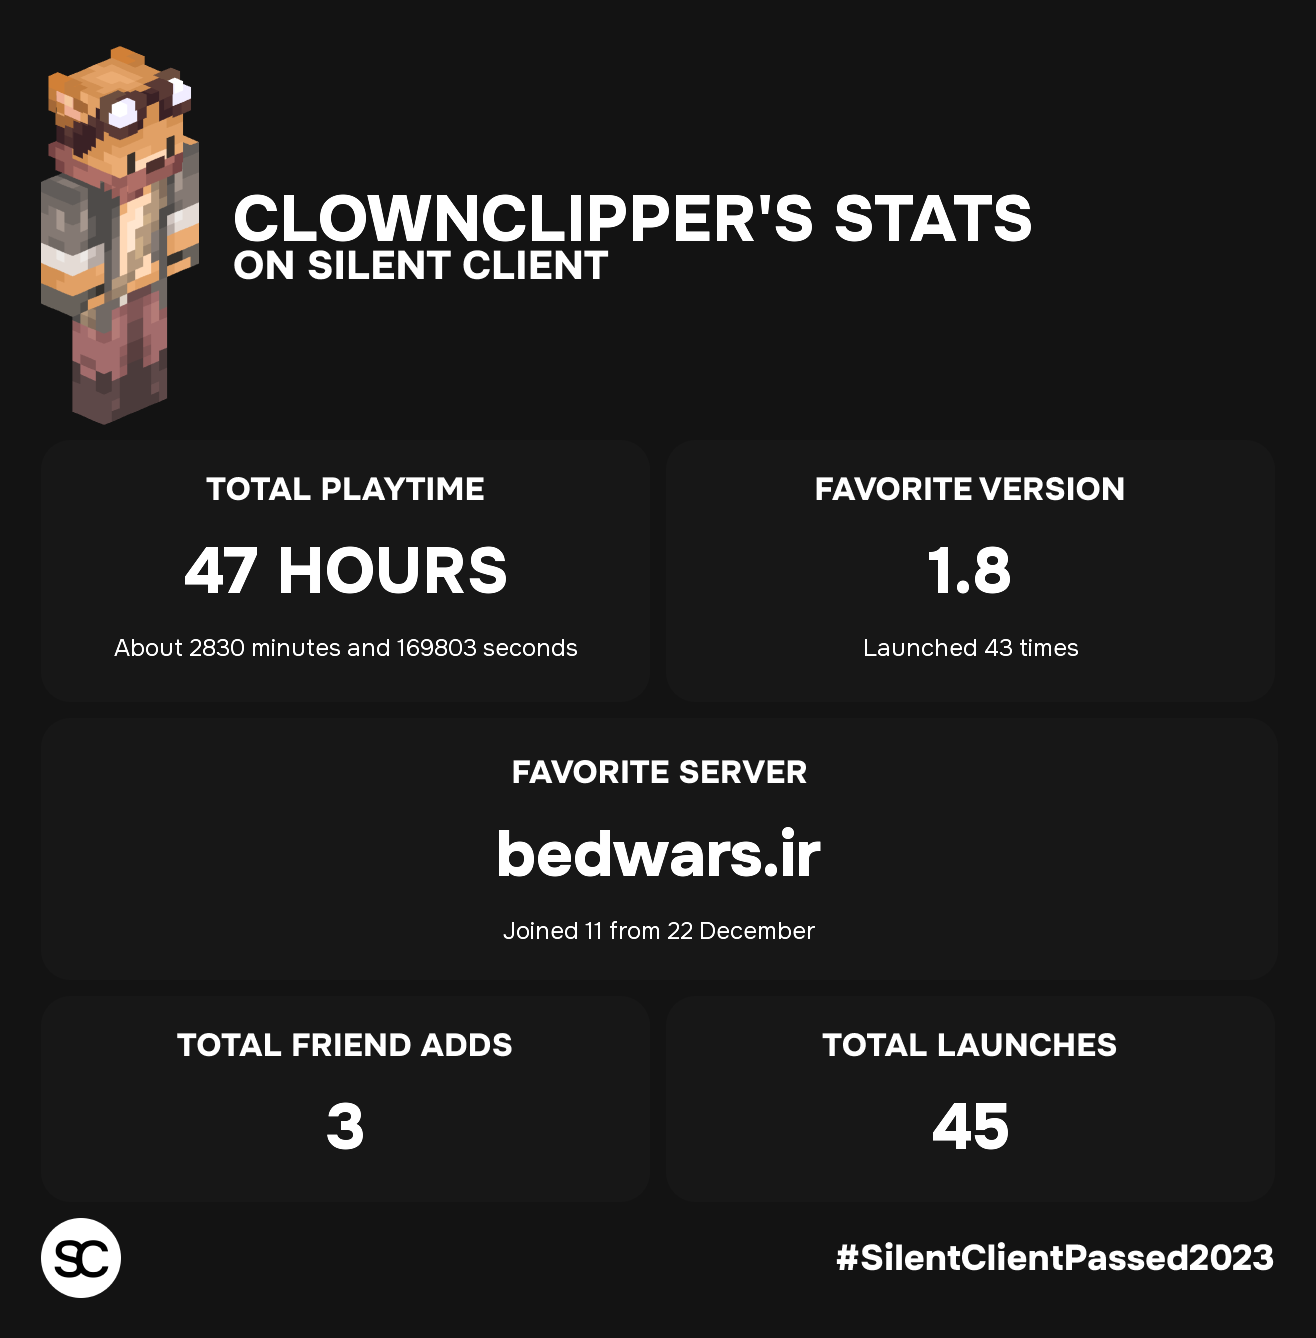 CLOWNCLIPPER'S STATS
ON SILENT CLIENT
TOTAL PLAYTIME
47 HOURS
About 2830 minutes and 169803 seconds
FAVORITE VERSION
1.8
Launched 43 times
FAVORITE SERVER
bedwars.ir
Joined 11 from 22 December
TOTAL FRIEND ADDS
3
TOTAL LAUNCHES
45
SC
#SilentClientPassed2023